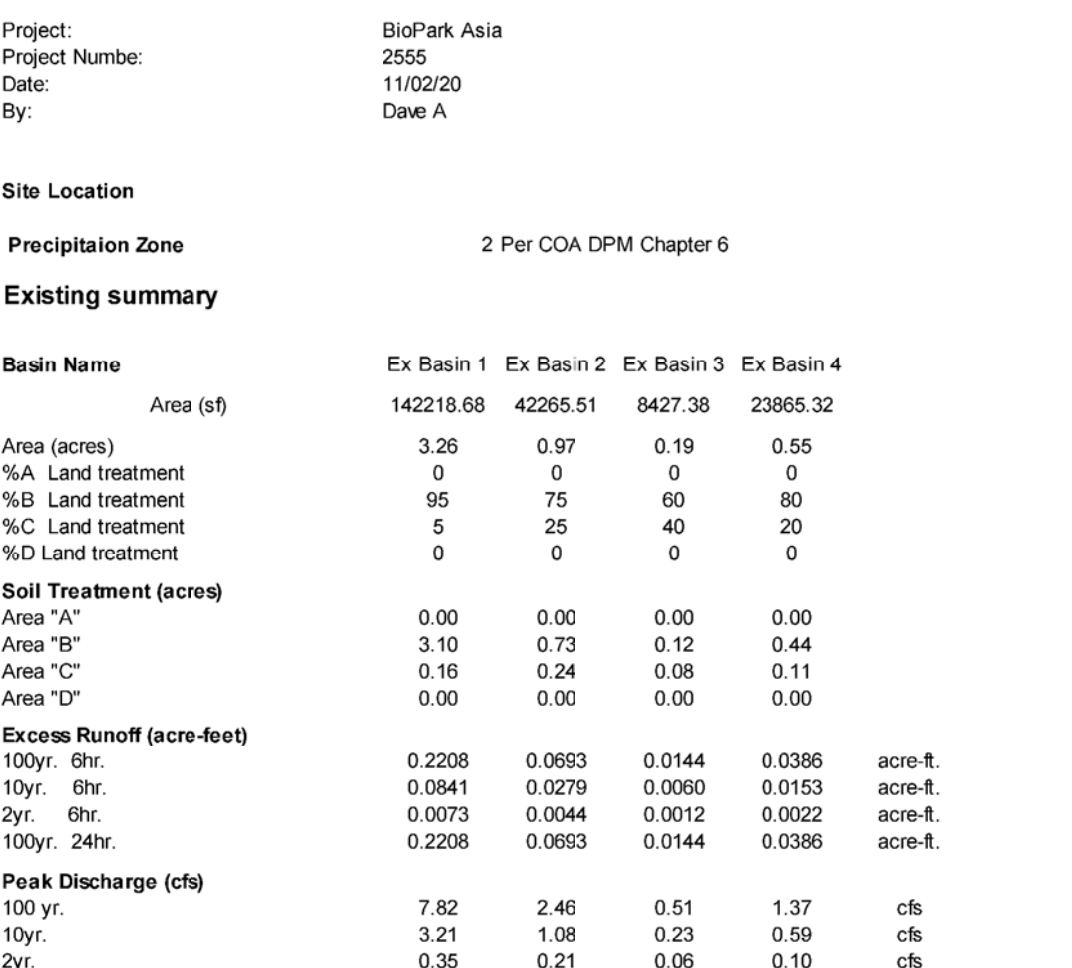 Project: BioPark Asia
Project Numbe: 2555
Date: 11/02/20
By: Dave A
Site Location
Precipitaion Zone 2 Per COA DPM Chapter 6
Existing summary
Basin Name Ex Basin 1 Ex Basin 2 Ex Basin 3 Ex Basin 4
Area (sf) 142218.68 42265.51 8427.38 23865.32
Area (acres) 3.26 0.97 0.19 0.55
%A Land treatment 0 0 0 0
%B Land treatment 95 75 60 80
%C Land treatment 5 25 40 20
%D Land treatment 0 0 0 0
Soil Treatment (acres)
Area "A" 0.00 0.00 0.00 0.00
Area "B" 3.10 0.73 0.12 0.44
Area "C" 0.16 0.24 0.08 0.11
Area "D" 0.00 0.00 0.00 0.00
Excess Runoff (acre-feet)
100yr. 6hr. 0.2208 0.0693 0.0144 0.0386 acre-ft.
10yr. 6hr. 0.0841 0.0279 0.0060 0.0153 acre-ft.
2yr. 6hr. 0.0073 0.0044 0.0012 0.0022 acre-ft.
100yr. 24hr. 0.2208 0.0693 0.0144 0.0386 acre-ft.
Peak Discharge (cfs)
100 yr. 7.82 2.46 0.51 1.37 cfs
10yr. 3.21 1.08 0.23 0.59 cfs
2yr. 0.35 0.21 0.06 0.10 cfs